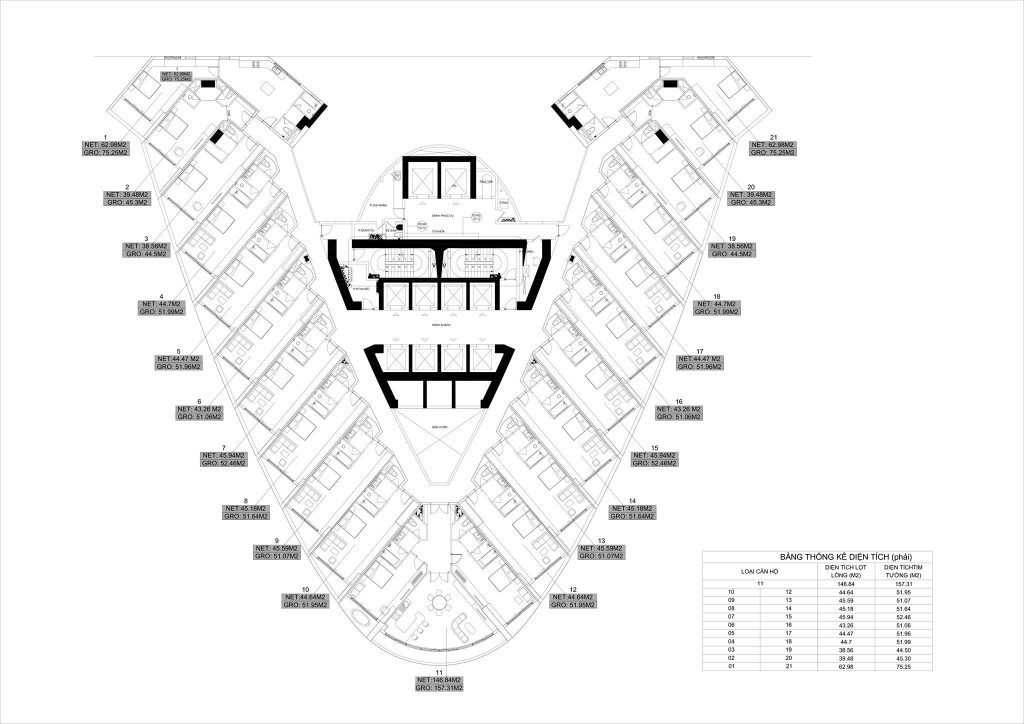 1
NET: 62.98M2
GRO: 75.25M2
1
NET: 62.98M2
GRO: 75.25M2
2
NET: 39.48M2
GRO: 45.3M2
3
NET: 38.56M2
GRO: 44.5M2
4
NET: 44.7M2
GRO: 51.99M2
5
NET: 44.47 M2
GRO: 51.96M2
6
NET: 43.26 M2
GRO: 51.06M2
7
NET: 45.94M2
GRO: 52.46M2
8
NET:45.18M2
GRO: 51.64M2
9
NET: 45.59M2
GRO: 51.07M2
10
NET:44.64M2
GRO: 51.95M2
11
NET:146.84M2
GRO: 157.31M2
12
NET:44.64M2
GRO: 51.95M2
13
NET: 45.59M2
GRO: 51.07M2
14
NET:45.18M2
GRO: 51.64M2
15
NET: 45.94M2
GRO: 52.46M2
16
NET: 43.26 M2
GRO: 51.06M2
17
NET: 44.47 M2
GRO: 51.96M2
18
NET: 44.7M2
GRO: 51.99M2
19
NET: 38.56M2
GRO: 44.5M2
20
NET: 39.48M2
GRO: 45.3M2
21
NET: 62.98M2
GRO: 75.25M2
SẢNH PHỤC VỤ
SẢNH KHÁCH
SÂN VƯỜN
BẢNG THỐNG KÊ DIỆN TÍCH (phải)
LOẠI CĂN HỘ DIỆN TÍCH LỌT LÒNG (M2) DIỆN TÍCHTIM TƯỜNG (M2)
11 146.84 157.31
10 12 44.64 51.95
09 13 45.59 51.07
08 14 45.18 51.64
07 15 45.94 52.46
06 16 43.26 51.06
05 17 44.47 51.96
04 18 44.7 51.99
03 19 38.56 44.50
02 20 39.48 45.30
01 21 62.98 75.25